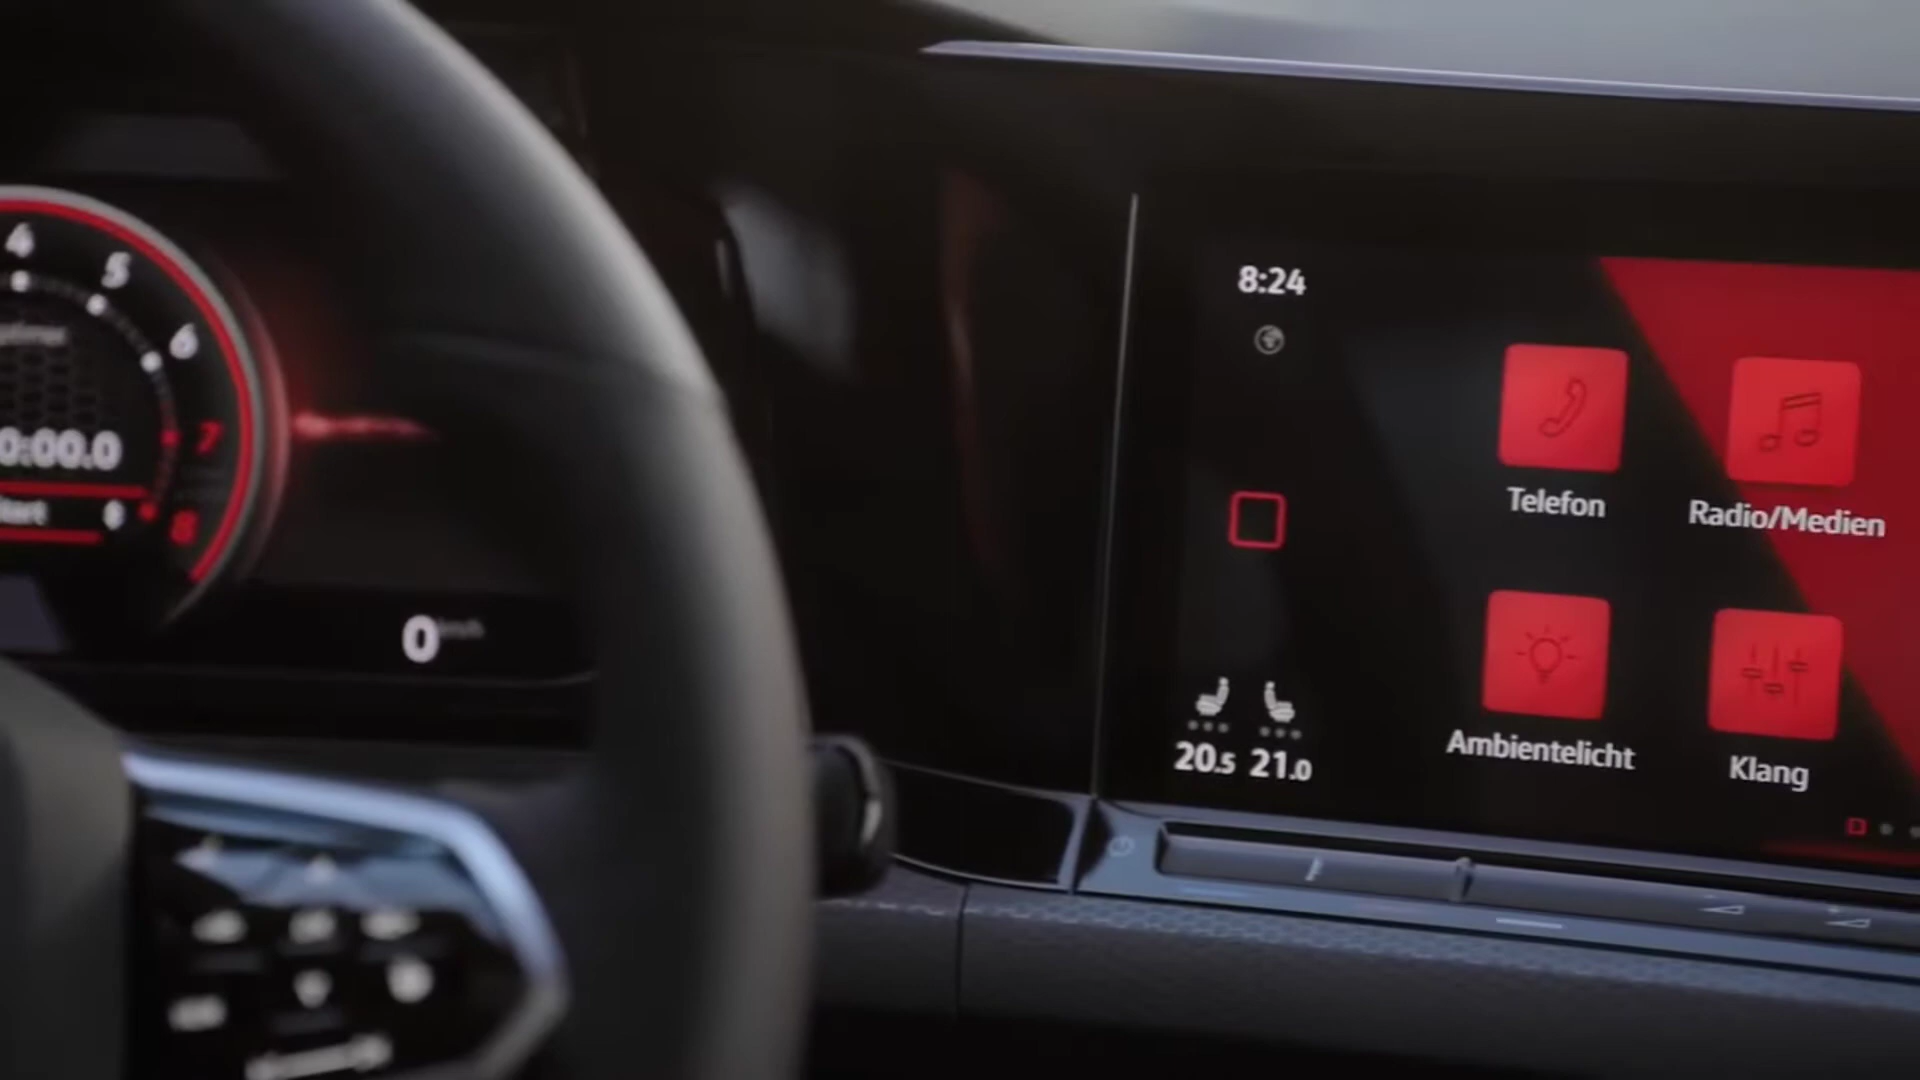 4
5
6
7
8
0:00.0
0
8:24
Telefon
Radio/Medien
Ambientelicht
Klang
20.5 21.0